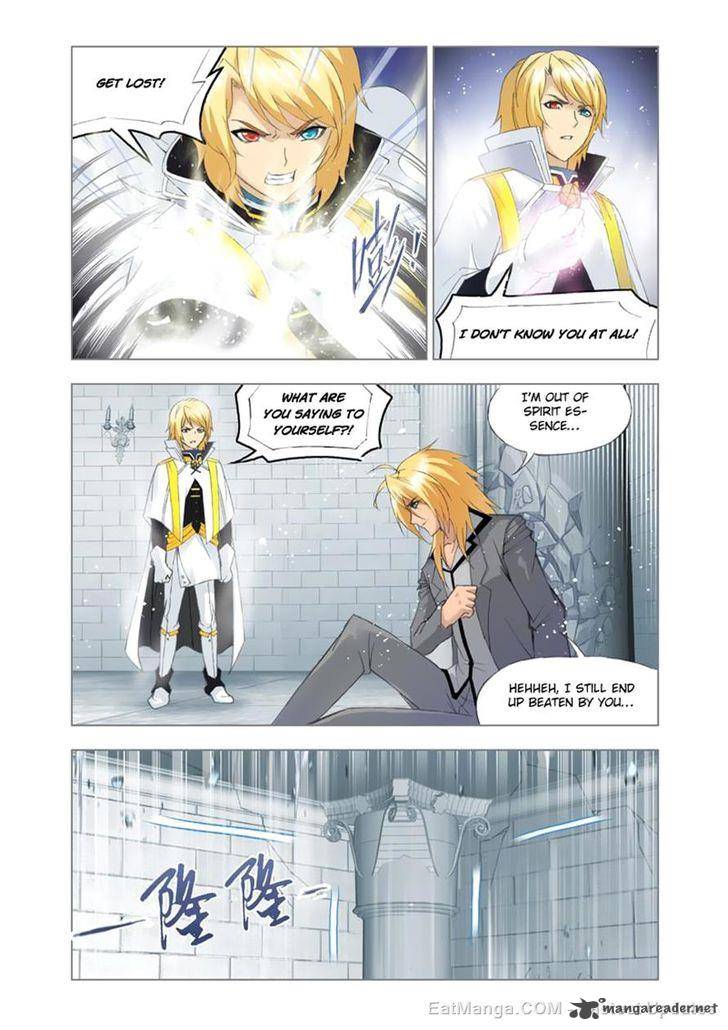 GET LOST!
嘭!
I DON'T KNOW YOU AT ALL!
WHAT ARE
YOU SAYING TO
YOURSELF?!
I'M OUT OF
SPIRIT ES-
SENCE...
HEHHEH, I STILL END
UP BEATEN BY YOU...
隆隆
EatManga.COM -
mangareader.net